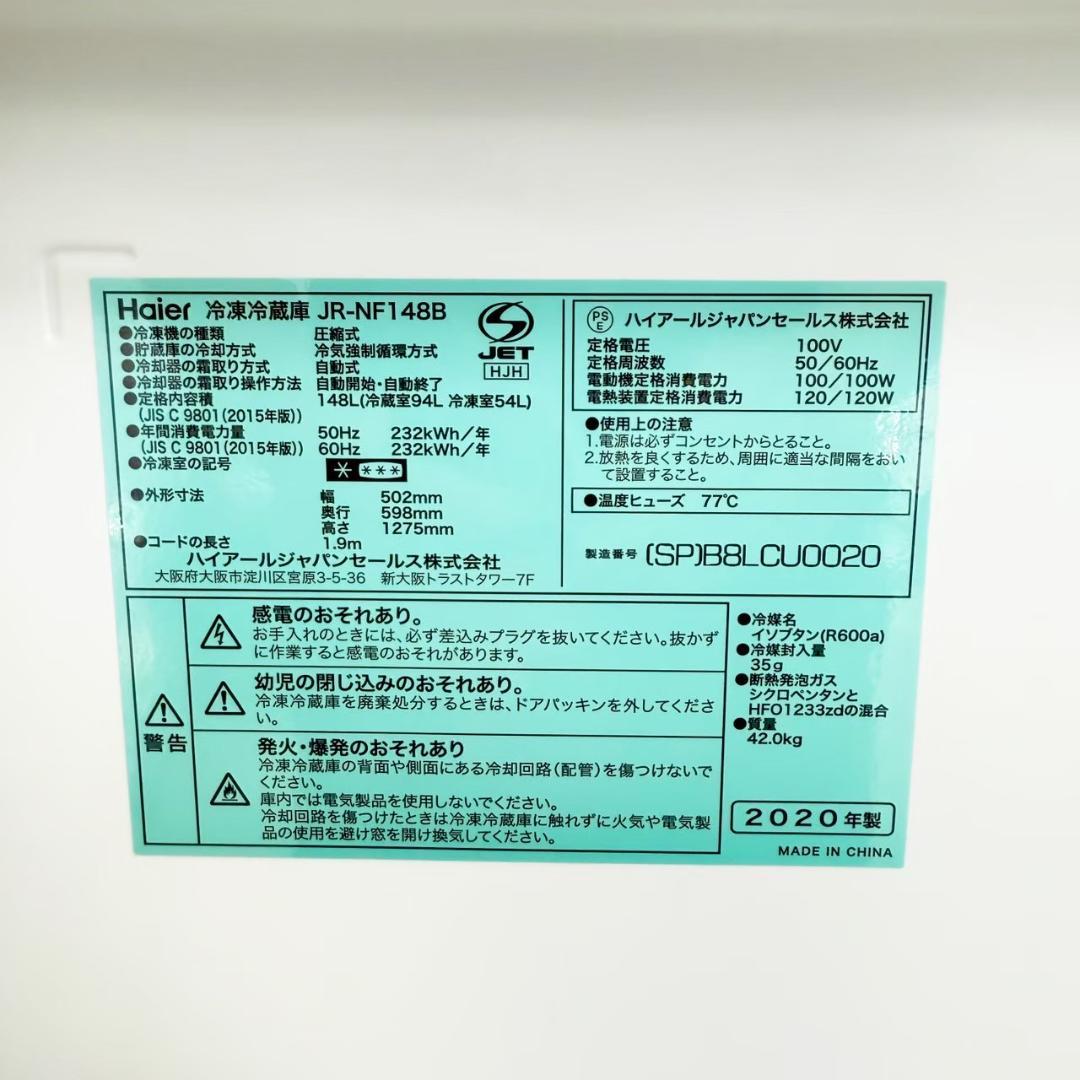 Haier 冷凍冷蔵庫 JR-NF148B
●冷凍機の種類 圧縮式
●貯蔵庫の冷却方式 冷気強制循環方式
●冷却器の霜取り方式 自動式
●冷却器の霜取り操作方法 自動開始・自動終了
●定格内容積 148L(冷蔵室94L 冷凍室54L)
(JIS C 9801(2015年版))
●年間消費電力量 50Hz 232kWh/年
(JIS C 9801(2015年版)) 60Hz 232kWh/年
●冷凍室の記号 * ***
●外形寸法 幅 502mm
奥行 598mm
高さ 1275mm
●コードの長さ 1.9m
ハイアールジャパンセールス株式会社
大阪府大阪市淀川区宮原3-5-36 新大阪トラストタワー7F
JET
HJH
PSE ハイアールジャパンセールス株式会社
定格電圧 100V
定格周波数 50/60Hz
電動機定格消費電力 100/100W
電熱装置定格消費電力 120/120W
●使用上の注意
1.電源は必ずコンセントからとること。
2.放熱を良くするため、周囲に適当な間隔をおい
て設置すること。
●温度ヒューズ 77℃
製造番号 (SP)B8LCU0020
警告
感電のおそれあり。
お手入れのときには、必ず差込みプラグを抜いてください。抜かず
に作業すると感電のおそれがあります。
幼児の閉じ込みのおそれあり。
冷凍冷蔵庫を廃棄処分するときは、ドアパッキンを外してくださ
い。
発火・爆発のおそれあり
冷凍冷蔵庫の背面や側面にある冷却回路(配管)を傷つけないで
ください。
庫内では電気製品を使用しないでください。
冷却回路を傷つけたときは冷凍冷蔵庫に触れずに火気や電気製
品の使用を避け窓を開け換気してください。
●冷媒名
イソブタン(R600a)
●冷媒封入量
35g
●断熱発泡ガス
シクロペンタンと
HFO1233zdの混合
●質量
42.0kg
2020年製
MADE IN CHINA